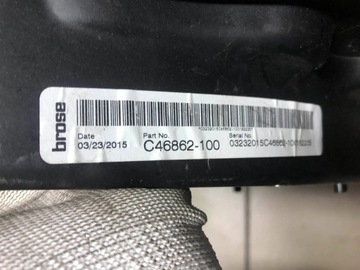 brose
Date Part No. Serial No.
03/23/2015 C46862-100